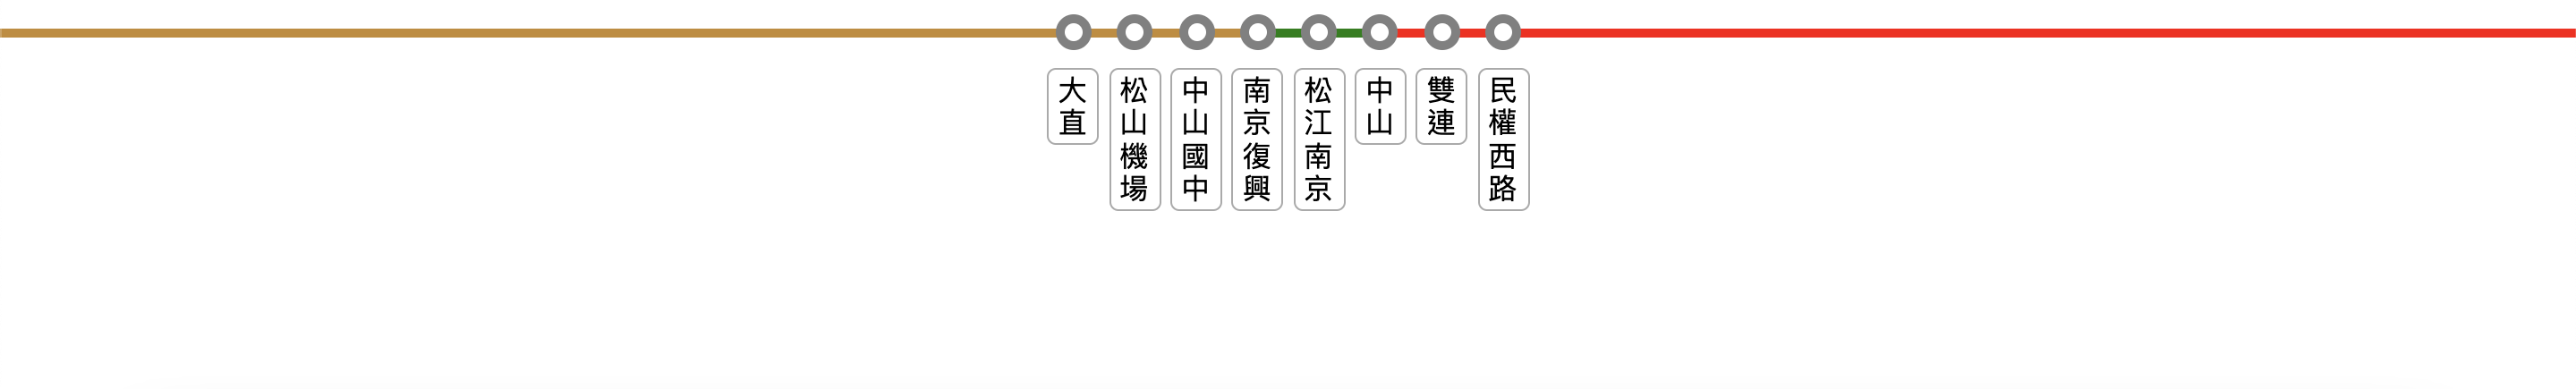 大直
松山機場
中山國中
南京復興
松江南京
中山
雙連
民權西路